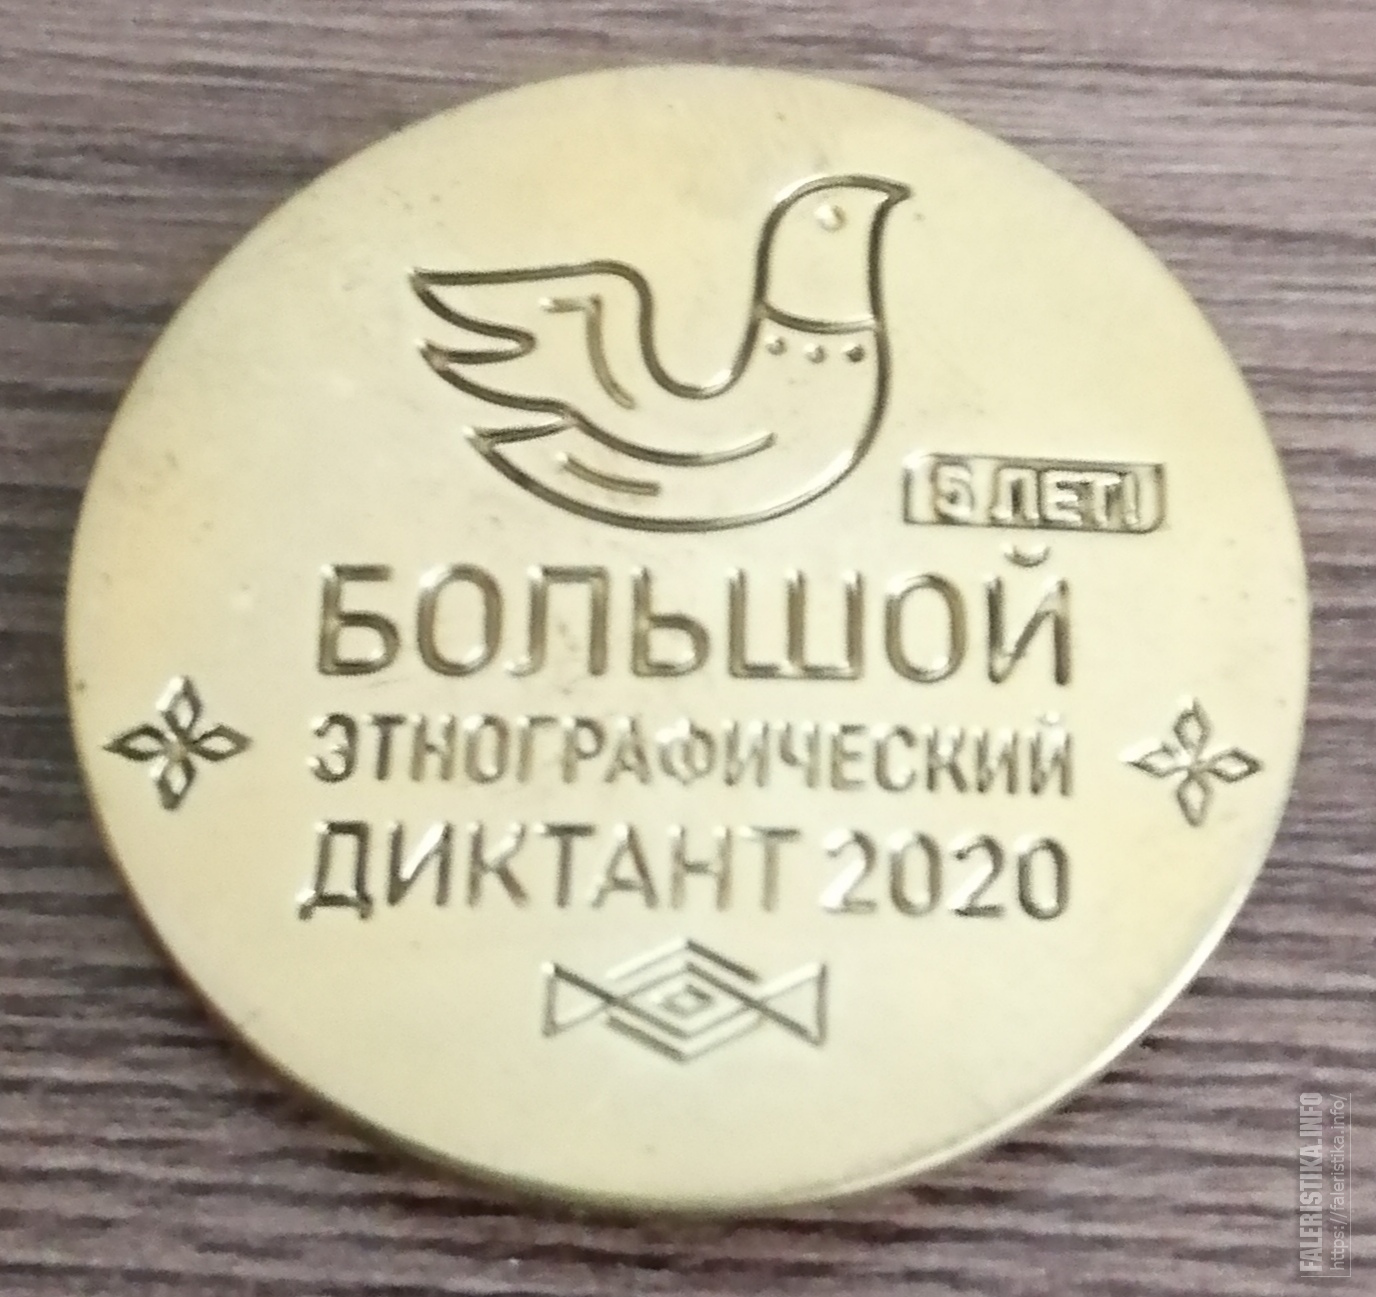 5 ЛЕТ!
БОЛЬШОЙ
ЭТНОГРАФИЧЕСКИЙ
ДИКТАНТ 2020
FALERISTIKA.INFO
https://faleristika.info/